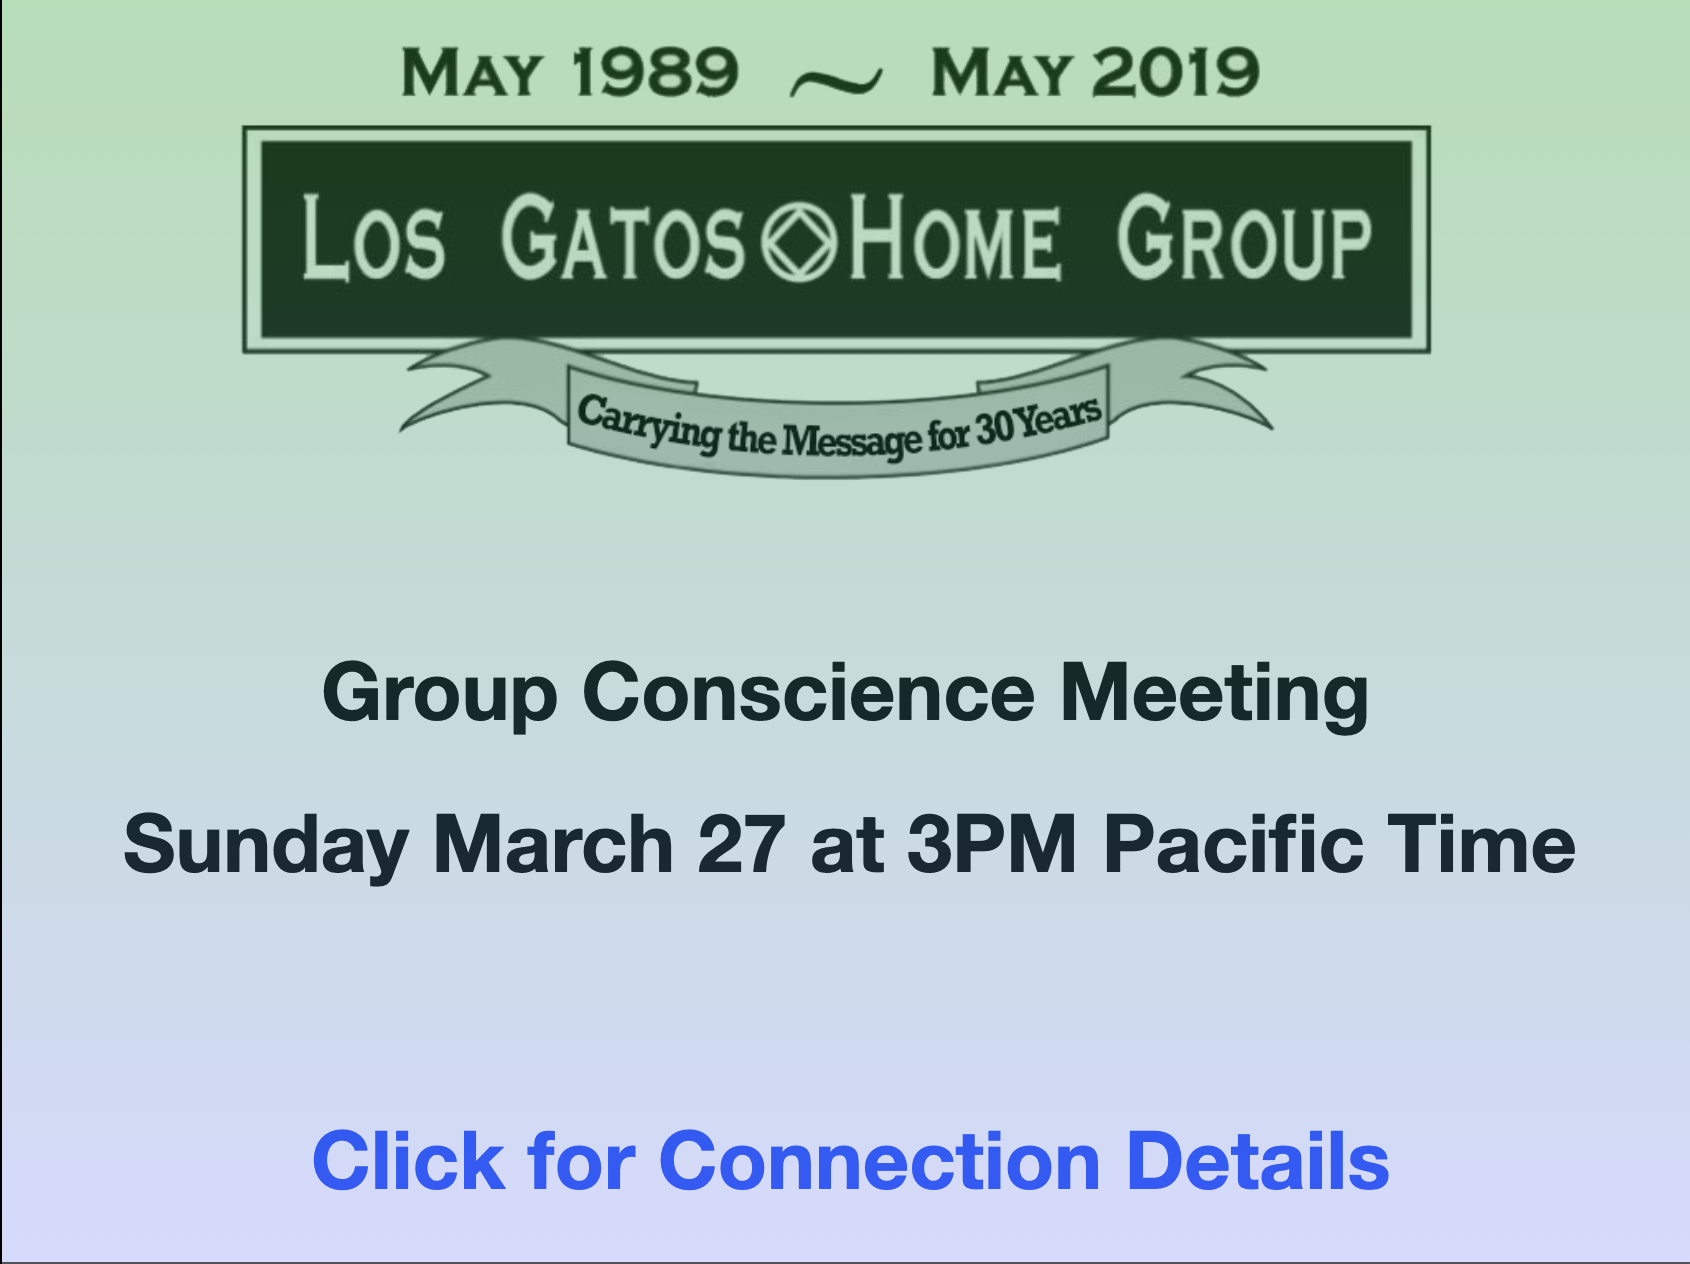 May 1989 ~ May 2019
Los Gatos Home Group
Carrying the Message for 30 Years
Group Conscience Meeting
Sunday March 27 at 3PM Pacific Time
Click for Connection Details